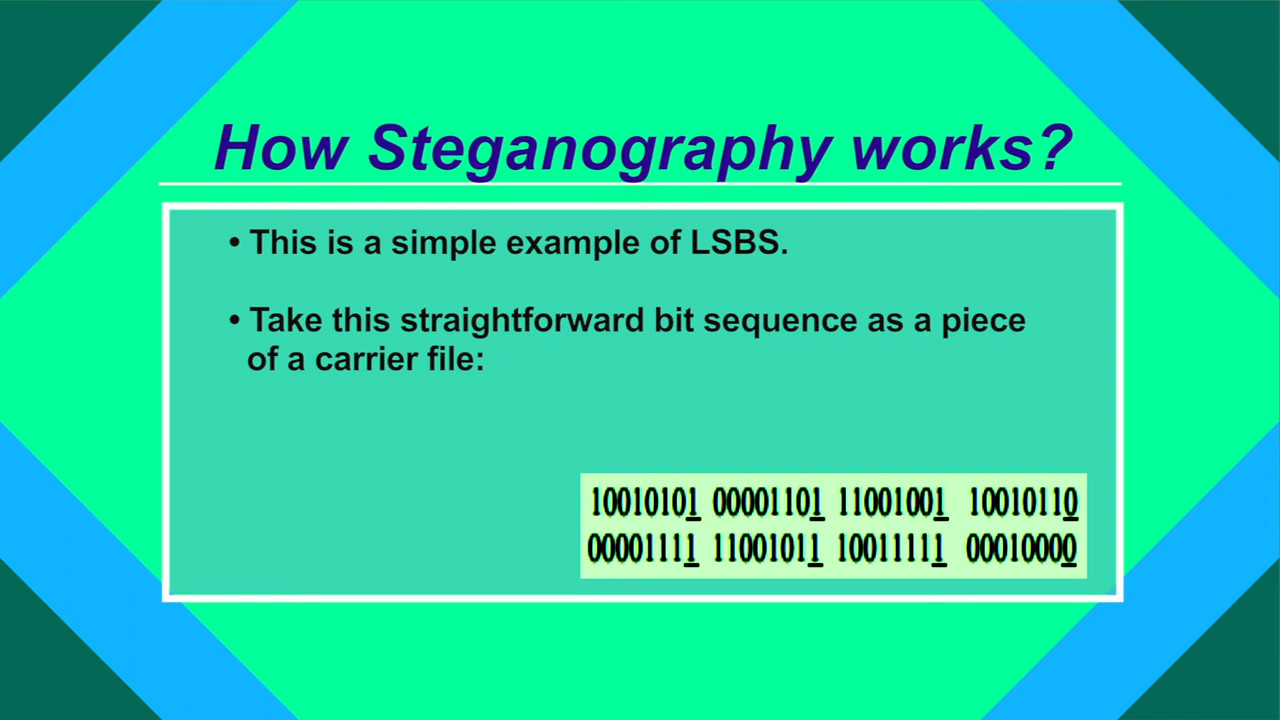 How Steganography works?
• This is a simple example of LSBS.
• Take this straightforward bit sequence as a piece
of a carrier file:
10010101 00001101 11001001 10010110
00001111 11001011 10011111 00010000